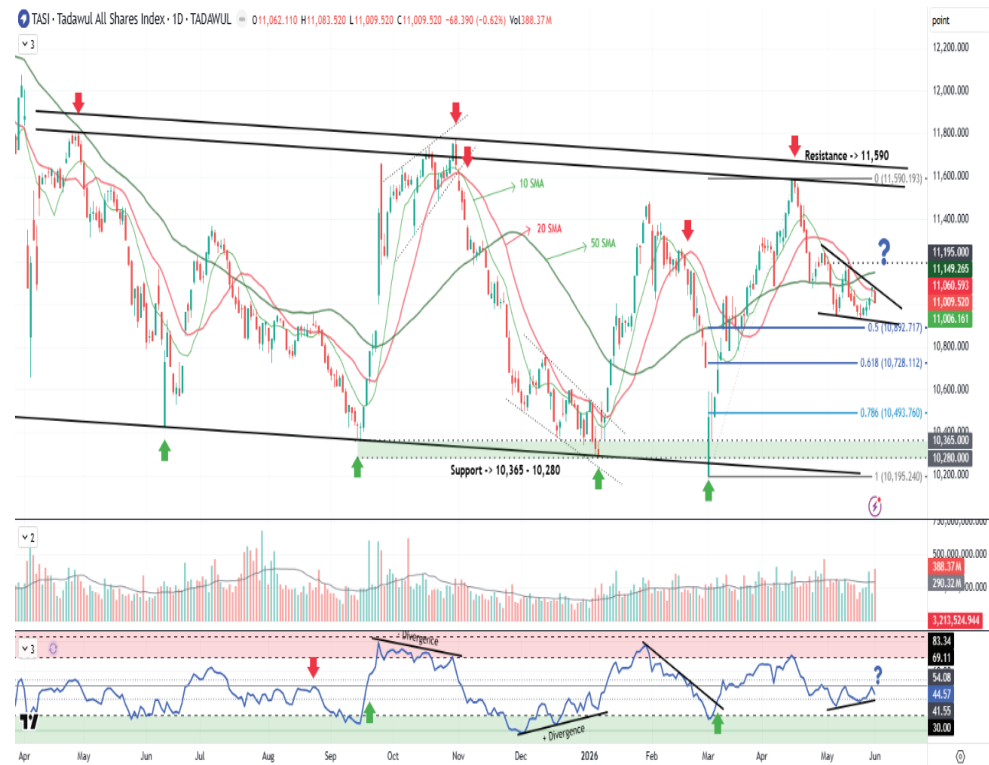 TASI · Tadawul All Shares Index · 1D · TADAWUL O11,062.110 H11,083.520 L11,009.520 C11,009.520 −68.390 (−0.62%) Vol388.37M
point
3
12,200.000
12,000.000
11,800.000
Resistance -> 11,590
11,600.000
0 (11,590.193)
10 SMA
11,400.000
20 SMA
50 SMA
?
11,195.000
11,149.265
11,060.593
11,009.520
11,006.161
0.5 (10,892.717)
10,800.000
0.618 (10,728.112)
10,600.000
0.786 (10,493.760)
10,400.000
10,365.000
10,280.000
Support -> 10,365 - 10,280
10,200.000
1 (10,195.240)
750,000,000.000
2
500,000,000.000
388.37M
290.32M
3,213,524.944
- Divergence
83.34
3
69.11
?
54.08
44.57
41.55
30.00
+ Divergence
Apr May Jun Jul Aug Sep Oct Nov Dec 2026 Feb Mar Apr May Jun